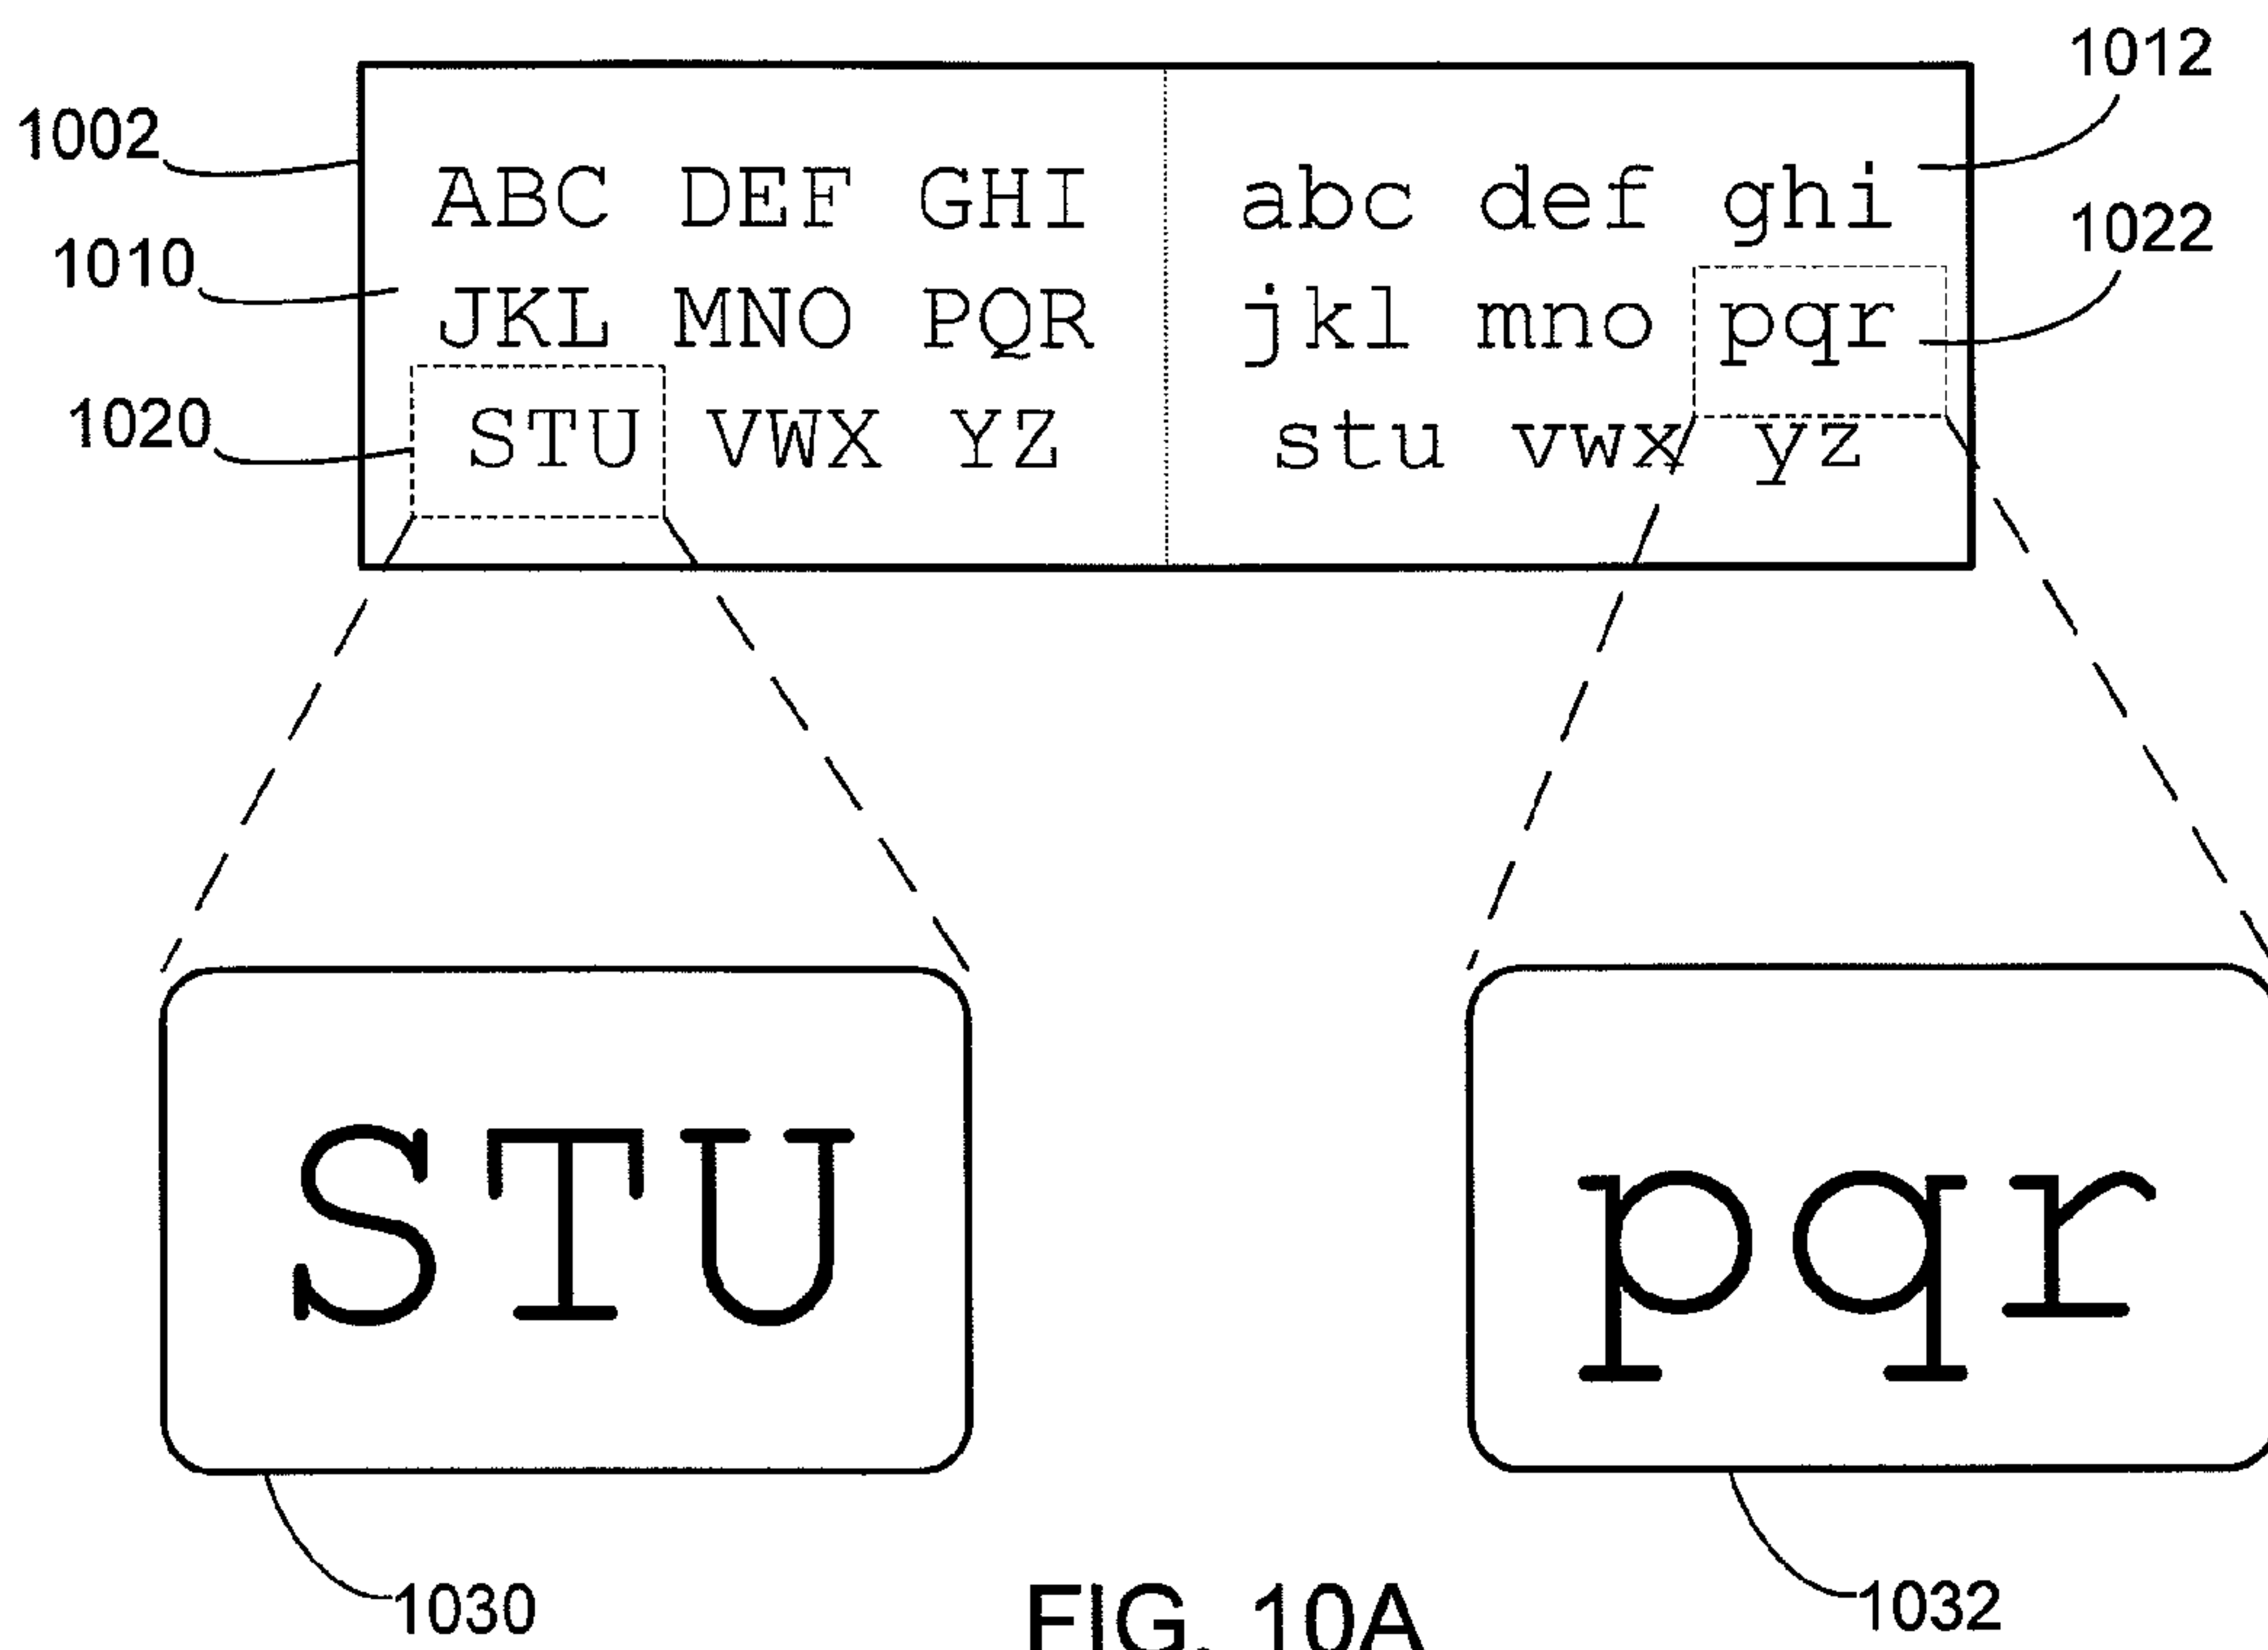 1012
1002
ABC DEF GHI abc def ghi
1022
1010
JKL MNO PQR jkl mno pqr
1020
STU VWX YZ stu vwx yz
STU pqr
1030
1032
FIG. 10A